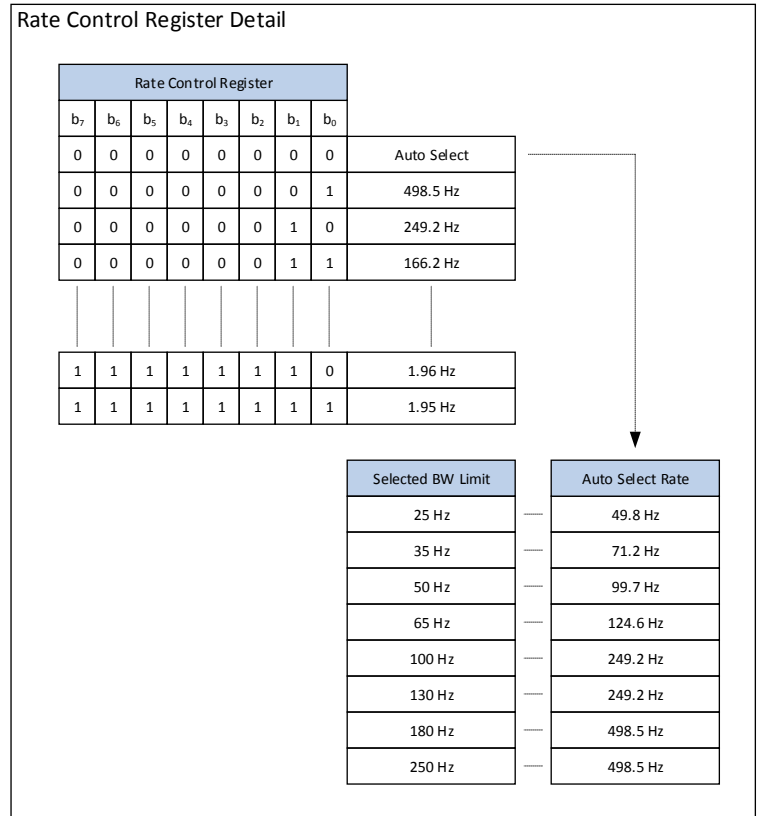 Rate Control Register Detail
Rate Control Register
b₇ b₆ b₅ b₄ b₃ b₂ b₁ b₀
0 0 0 0 0 0 0 0 Auto Select
0 0 0 0 0 0 0 1 498.5 Hz
0 0 0 0 0 0 1 0 249.2 Hz
0 0 0 0 0 0 1 1 166.2 Hz
1 1 1 1 1 1 1 0 1.96 Hz
1 1 1 1 1 1 1 1 1.95 Hz
Selected BW Limit Auto Select Rate
25 Hz 49.8 Hz
35 Hz 71.2 Hz
50 Hz 99.7 Hz
65 Hz 124.6 Hz
100 Hz 249.2 Hz
130 Hz 249.2 Hz
180 Hz 498.5 Hz
250 Hz 498.5 Hz